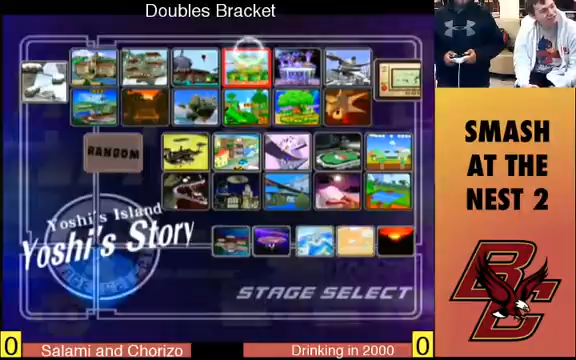 Doubles Bracket
RANDOM
Yoshi's Island
Yoshi's Story
STAGE SELECT
SMASH
AT THE
NEST 2
BC
0
Salami and Chorizo
Drinking in 2000
0